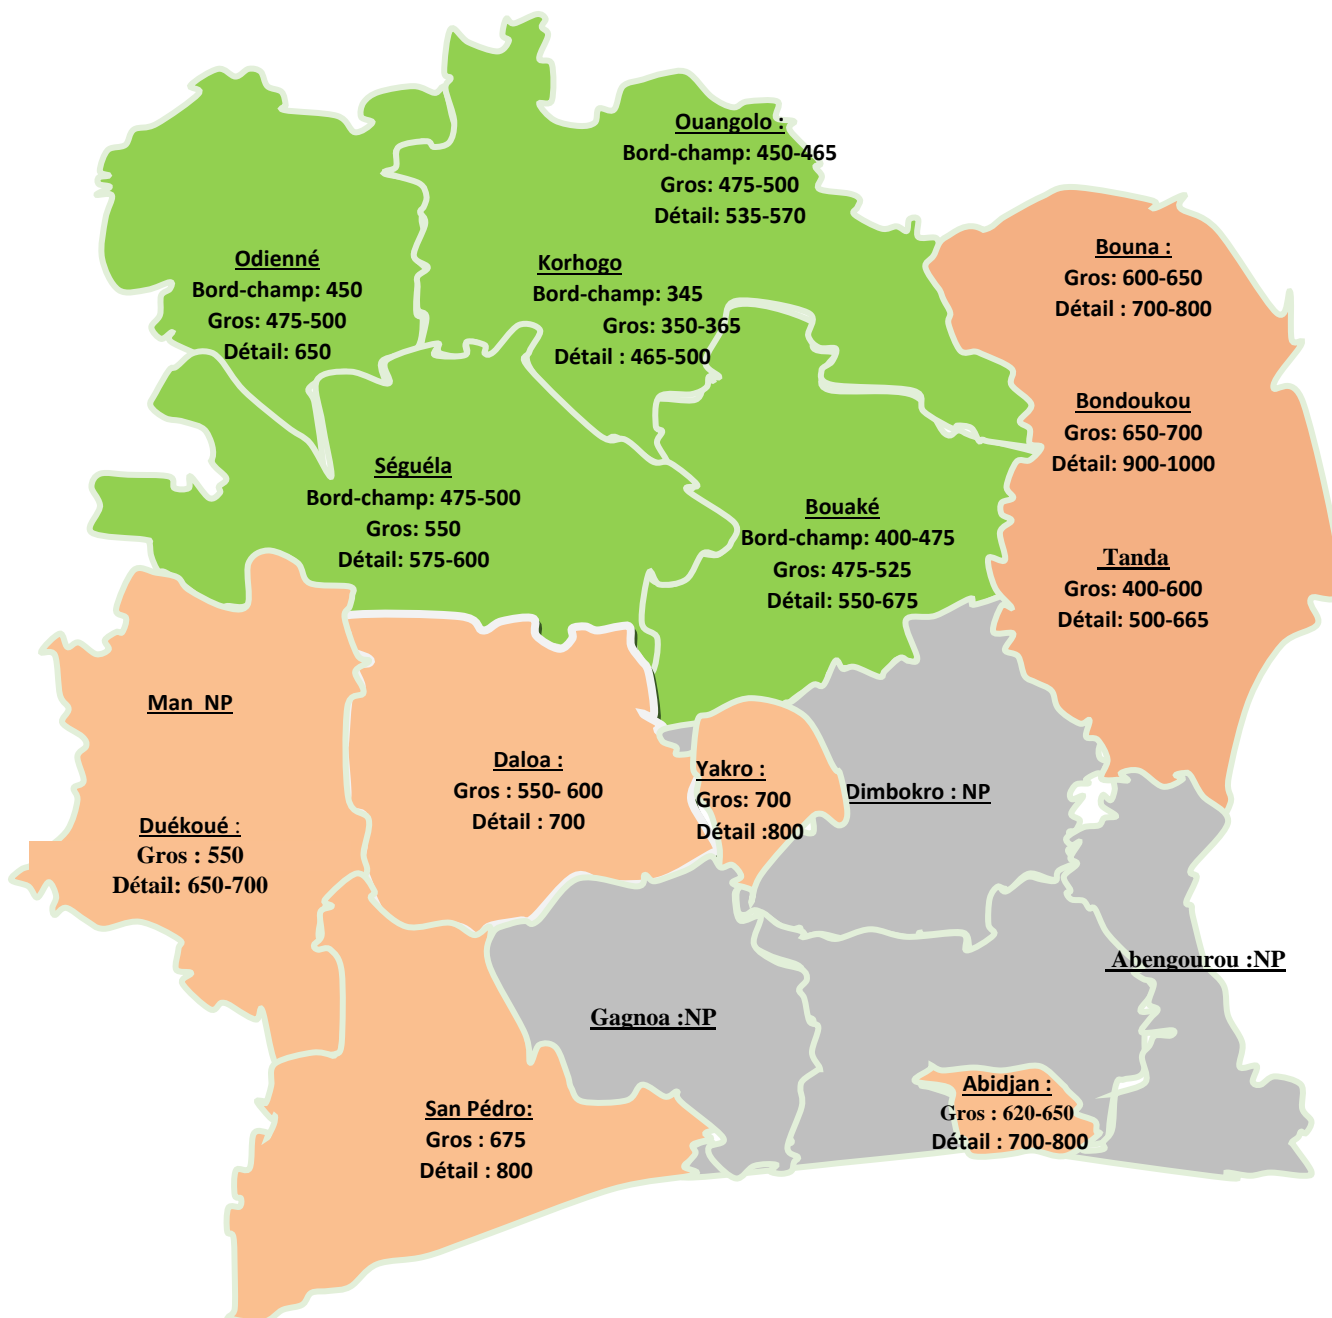 Ouangolo :
Bord-champ: 450-465
Gros: 475-500
Détail: 535-570
Odienné
Bord-champ: 450
Gros: 475-500
Détail: 650
Korhogo
Bord-champ: 345
Gros: 350-365
Détail : 465-500
Bouna :
Gros: 600-650
Détail : 700-800
Bondoukou
Gros: 650-700
Détail: 900-1000
Séguéla
Bord-champ: 475-500
Gros: 550
Détail: 575-600
Bouaké
Bord-champ: 400-475
Gros: 475-525
Détail: 550-675
Tanda
Gros: 400-600
Détail: 500-665
Man NP
Daloa :
Gros : 550- 600
Détail : 700
Yakro :
Gros: 700
Détail :800
Dimbokro : NP
Duékoué :
Gros : 550
Détail: 650-700
Abengourou :NP
Gagnoa :NP
San Pédro:
Gros : 675
Détail : 800
Abidjan :
Gros : 620-650
Détail : 700-800